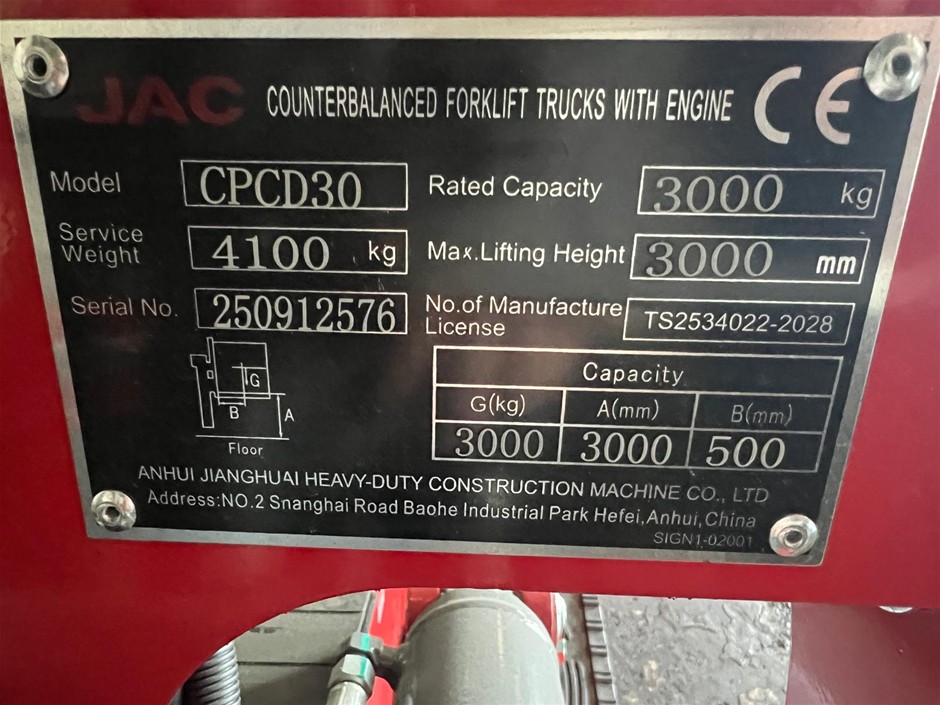 JAC COUNTERBALANCED FORKLIFT TRUCKS WITH ENGINE CE
Model CPCD30 Rated Capacity 3000 kg
Service Weight 4100 kg Max.Lifting Height 3000 mm
Serial No. 250912576 No.of Manufacture License TS2534022-2028
Capacity
G(kg) A(mm) B(mm)
3000 3000 500
G
B A
Floor
ANHUI JIANGHUAI HEAVY-DUTY CONSTRUCTION MACHINE CO., LTD
Address:NO.2 Snanghai Road Baohe Industrial Park Hefei,Anhui,China
SIGN1-02001